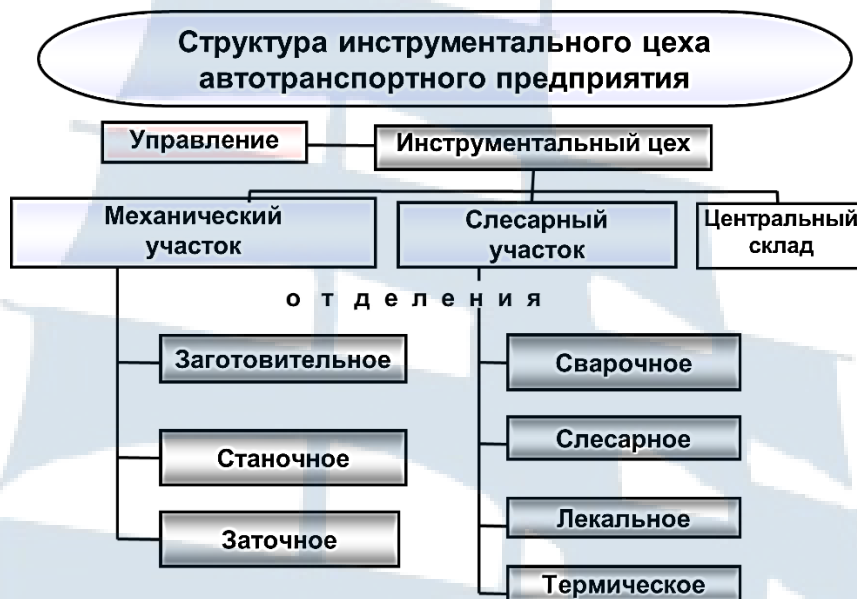 Структура инструментального цеха
автотранспортного предприятия
Управление
Инструментальный цех
Механический
участок
Слесарный
участок
Центральный
склад
отделения
Заготовительное
Сварочное
Станочное
Слесарное
Заточное
Лекальное
Термическое